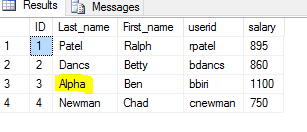 Results Messages
ID Last_name First_name userid salary
1 1 Patel Ralph rpatel 895
2 2 Dancs Betty bdancs 860
3 3 Alpha Ben bbiri 1100
4 4 Newman Chad cnewman 750